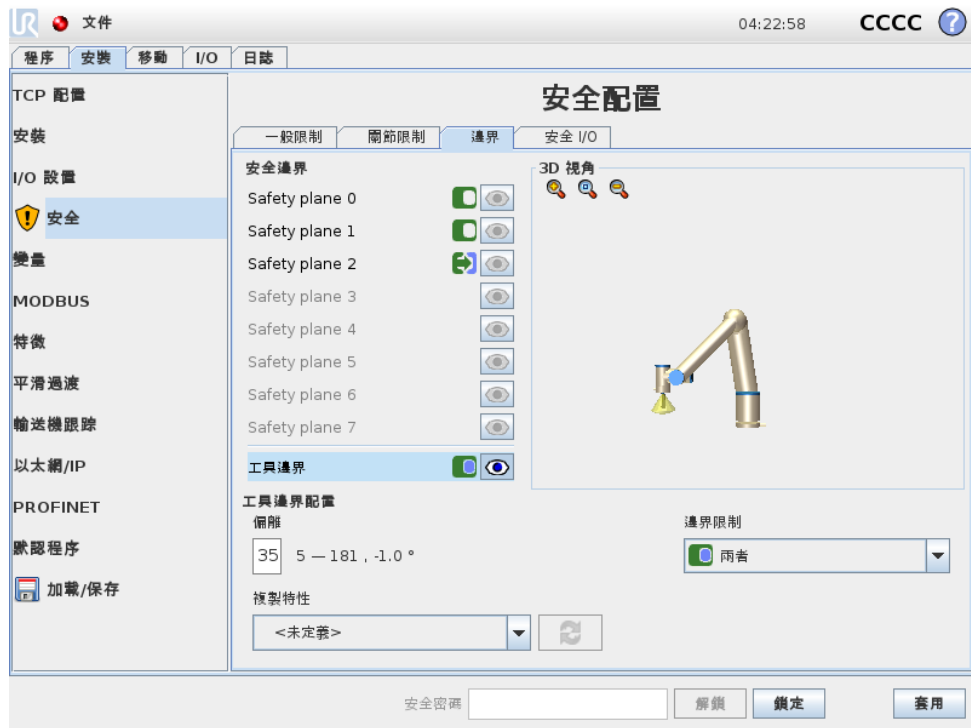 UR 文件 04:22:58 CCCC ?
程序 安裝 移動 I/O 日誌
TCP 配置
安裝
I/O 設置
安全
變量
MODBUS
特徵
平滑過渡
輸送機跟踪
以太網/IP
PROFINET
默認程序
加載/保存
安全配置
一般限制 關節限制 邊界 安全 I/O
安全邊界
Safety plane 0
Safety plane 1
Safety plane 2
Safety plane 3
Safety plane 4
Safety plane 5
Safety plane 6
Safety plane 7
工具邊界
3D 視角
工具邊界配置
偏離
35 5 — 181 , -1.0 °
邊界限制
兩者
複製特性
<未定義>
安全密碼 解鎖 鎖定 套用